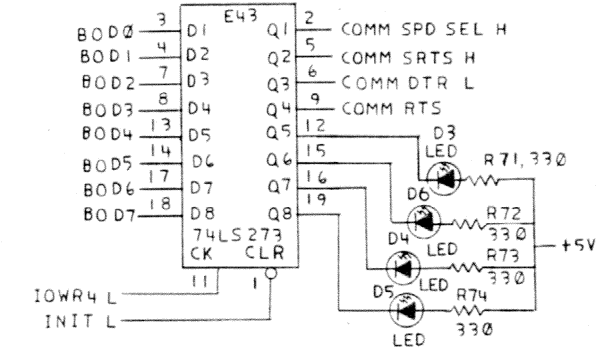 E43
BOD0 3 D1 Q1 2 COMM SPD SEL H
BOD1 4 D2 Q2 5 COMM SRTS H
BOD2 7 D3 Q3 6 COMM DTR L
BOD3 8 D4 Q4 9 COMM RTS
BOD4 13 D5 Q5 12 D3 LED
BOD5 14 D6 Q6 15 R71, 330
BOD6 17 D7 Q7 16 D6
BOD7 18 D8 Q8 19 R72
74LS273 D4 LED 330
CK CLR R73 +5V
11 1 D5 LED 330
IOWR4 L R74
INIT L 330
LED